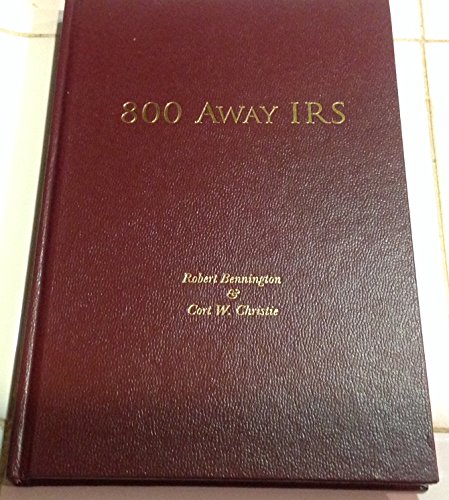 800 AWAY IRS
Robert Bennington
&
Cort W. Christie